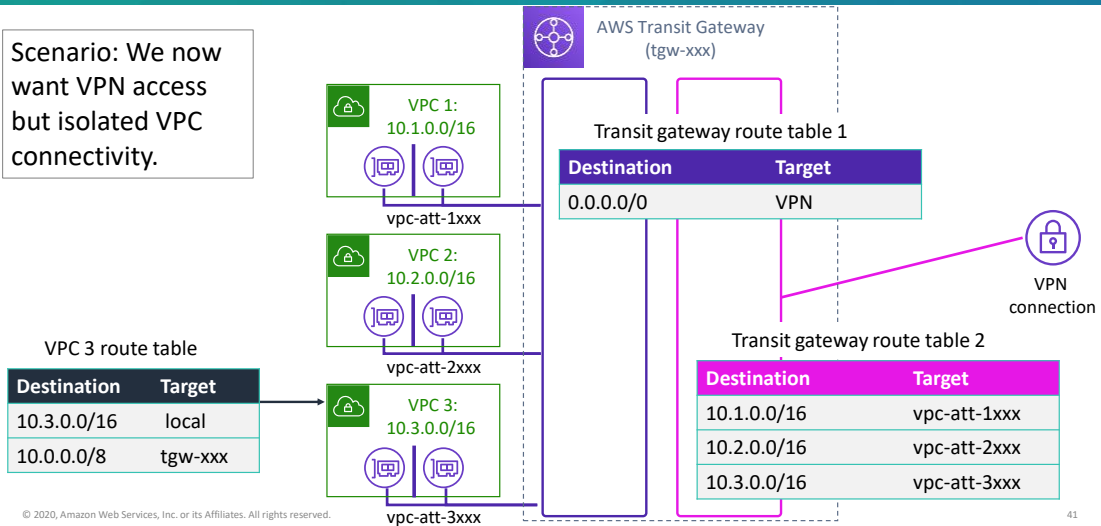 Scenario: We now
want VPN access
but isolated VPC
connectivity.
AWS Transit Gateway
(tgw-xxx)
VPC 1:
10.1.0.0/16
vpc-att-1xxx
Transit gateway route table 1
Destination Target
0.0.0.0/0 VPN
VPC 2:
10.2.0.0/16
vpc-att-2xxx
VPN
connection
VPC 3 route table
Destination Target
10.3.0.0/16 local
10.0.0.0/8 tgw-xxx
VPC 3:
10.3.0.0/16
vpc-att-3xxx
Transit gateway route table 2
Destination Target
10.1.0.0/16 vpc-att-1xxx
10.2.0.0/16 vpc-att-2xxx
10.3.0.0/16 vpc-att-3xxx
© 2020, Amazon Web Services, Inc. or its Affiliates. All rights reserved.
41